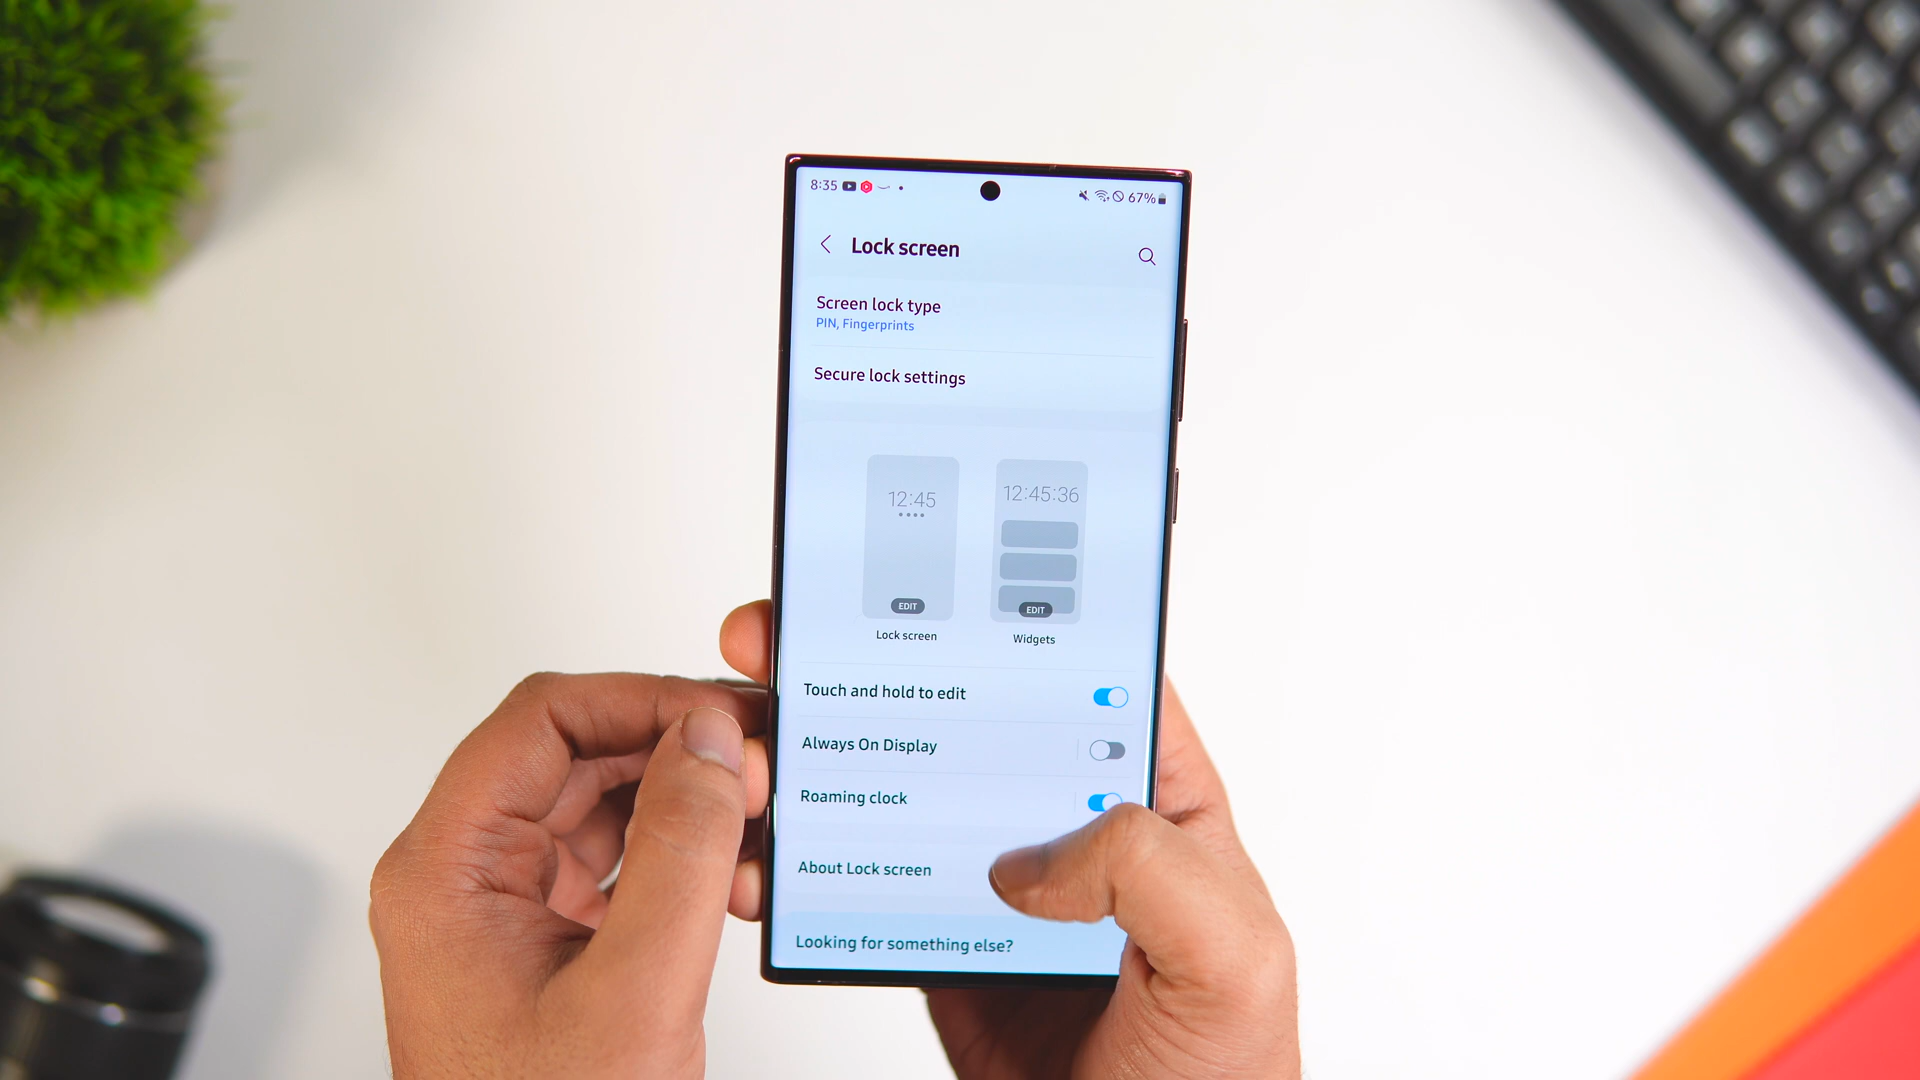 8:35
67%
Lock screen
Screen lock type
PIN, Fingerprints
Secure lock settings
12:45
12:45:36
EDIT
EDIT
Lock screen
Widgets
Touch and hold to edit
Always On Display
Roaming clock
About Lock screen
Looking for something else?